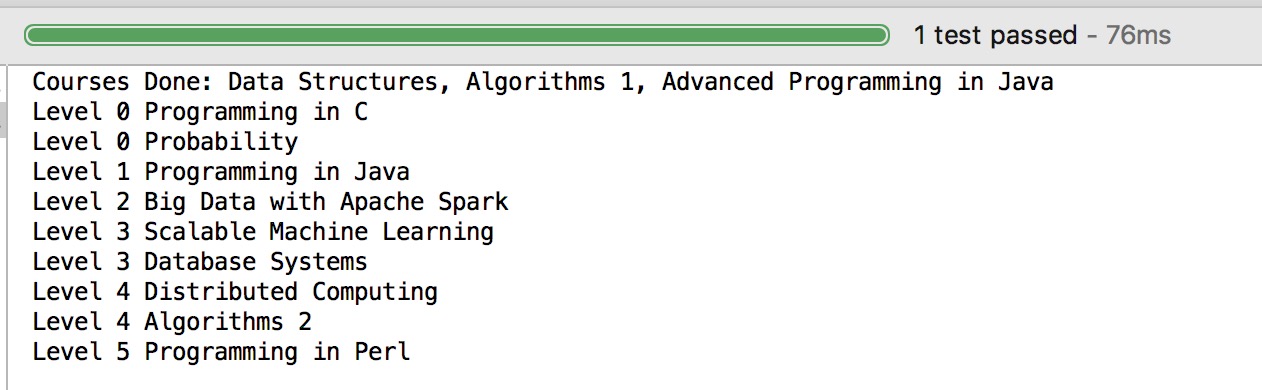 1 test passed - 76ms
Courses Done: Data Structures, Algorithms 1, Advanced Programming in Java
Level 0 Programming in C
Level 0 Probability
Level 1 Programming in Java
Level 2 Big Data with Apache Spark
Level 3 Scalable Machine Learning
Level 3 Database Systems
Level 4 Distributed Computing
Level 4 Algorithms 2
Level 5 Programming in Perl